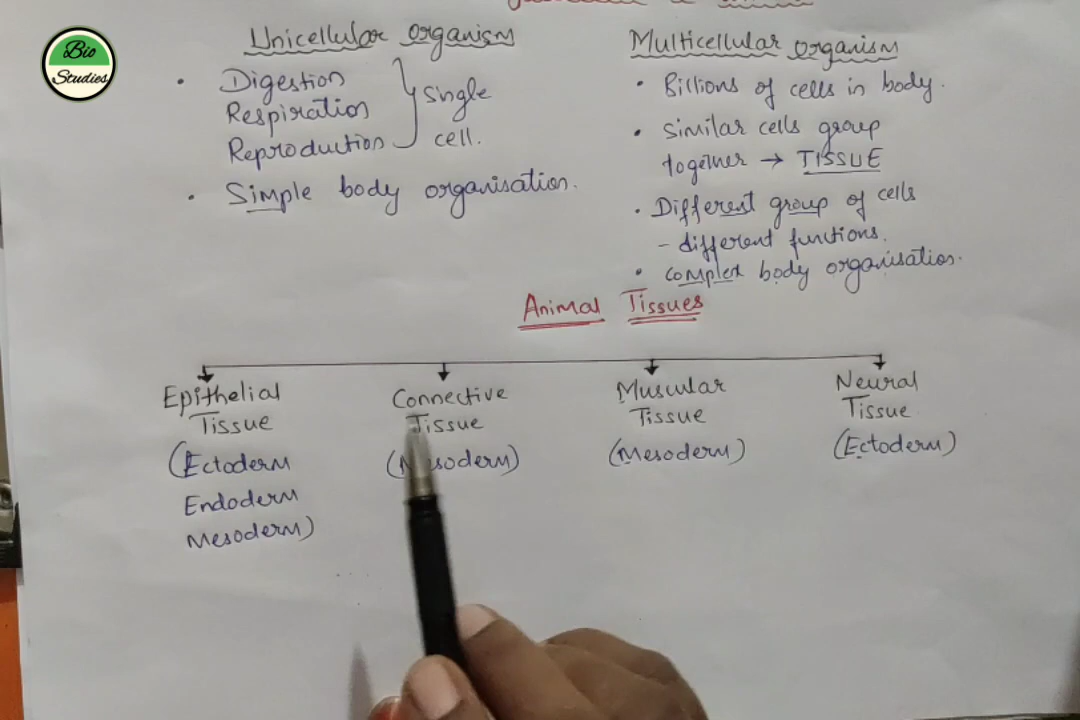 Bio
Studies
Unicellular organism
• Digestion
Respiration
Reproduction
single
cell.
• Simple body organisation.
Multicellular organism
• Billions of cells in body.
• Similar cells group
together → TISSUE
• Different group of cells
- different functions.
• complex body organisation.
Animal Tissues
Epithelial
Tissue
(Ectoderm
Endoderm
Mesoderm)
Connective
Tissue
(Mesoderm)
Muscular
Tissue
(Mesoderm)
Neural
Tissue
(Ectoderm)